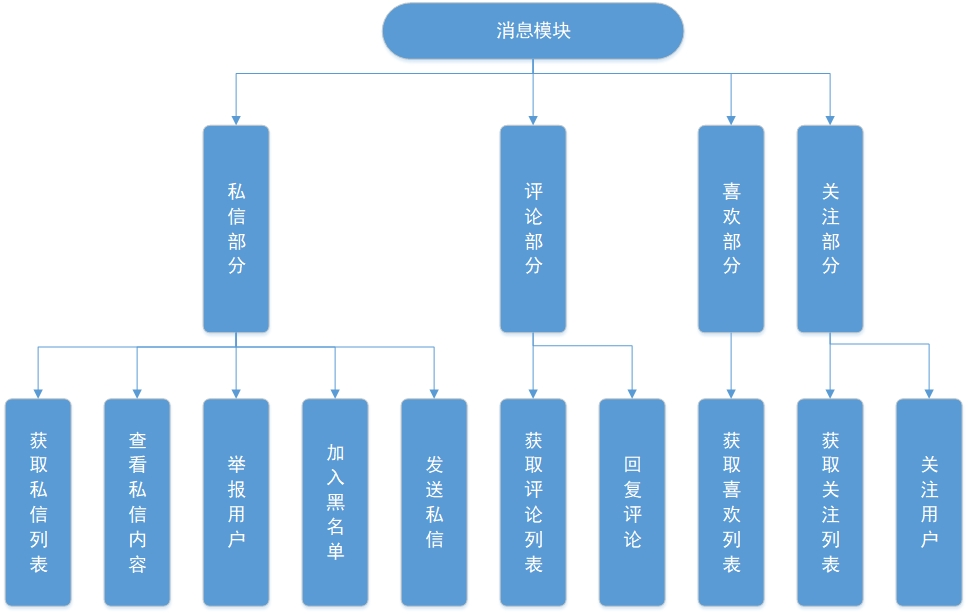 消息模块
私信部分
评论部分
喜欢部分
关注部分
获取私信列表
查看私信内容
举报用户
加入黑名单
发送私信
获取评论列表
回复评论
获取喜欢列表
获取关注列表
关注用户